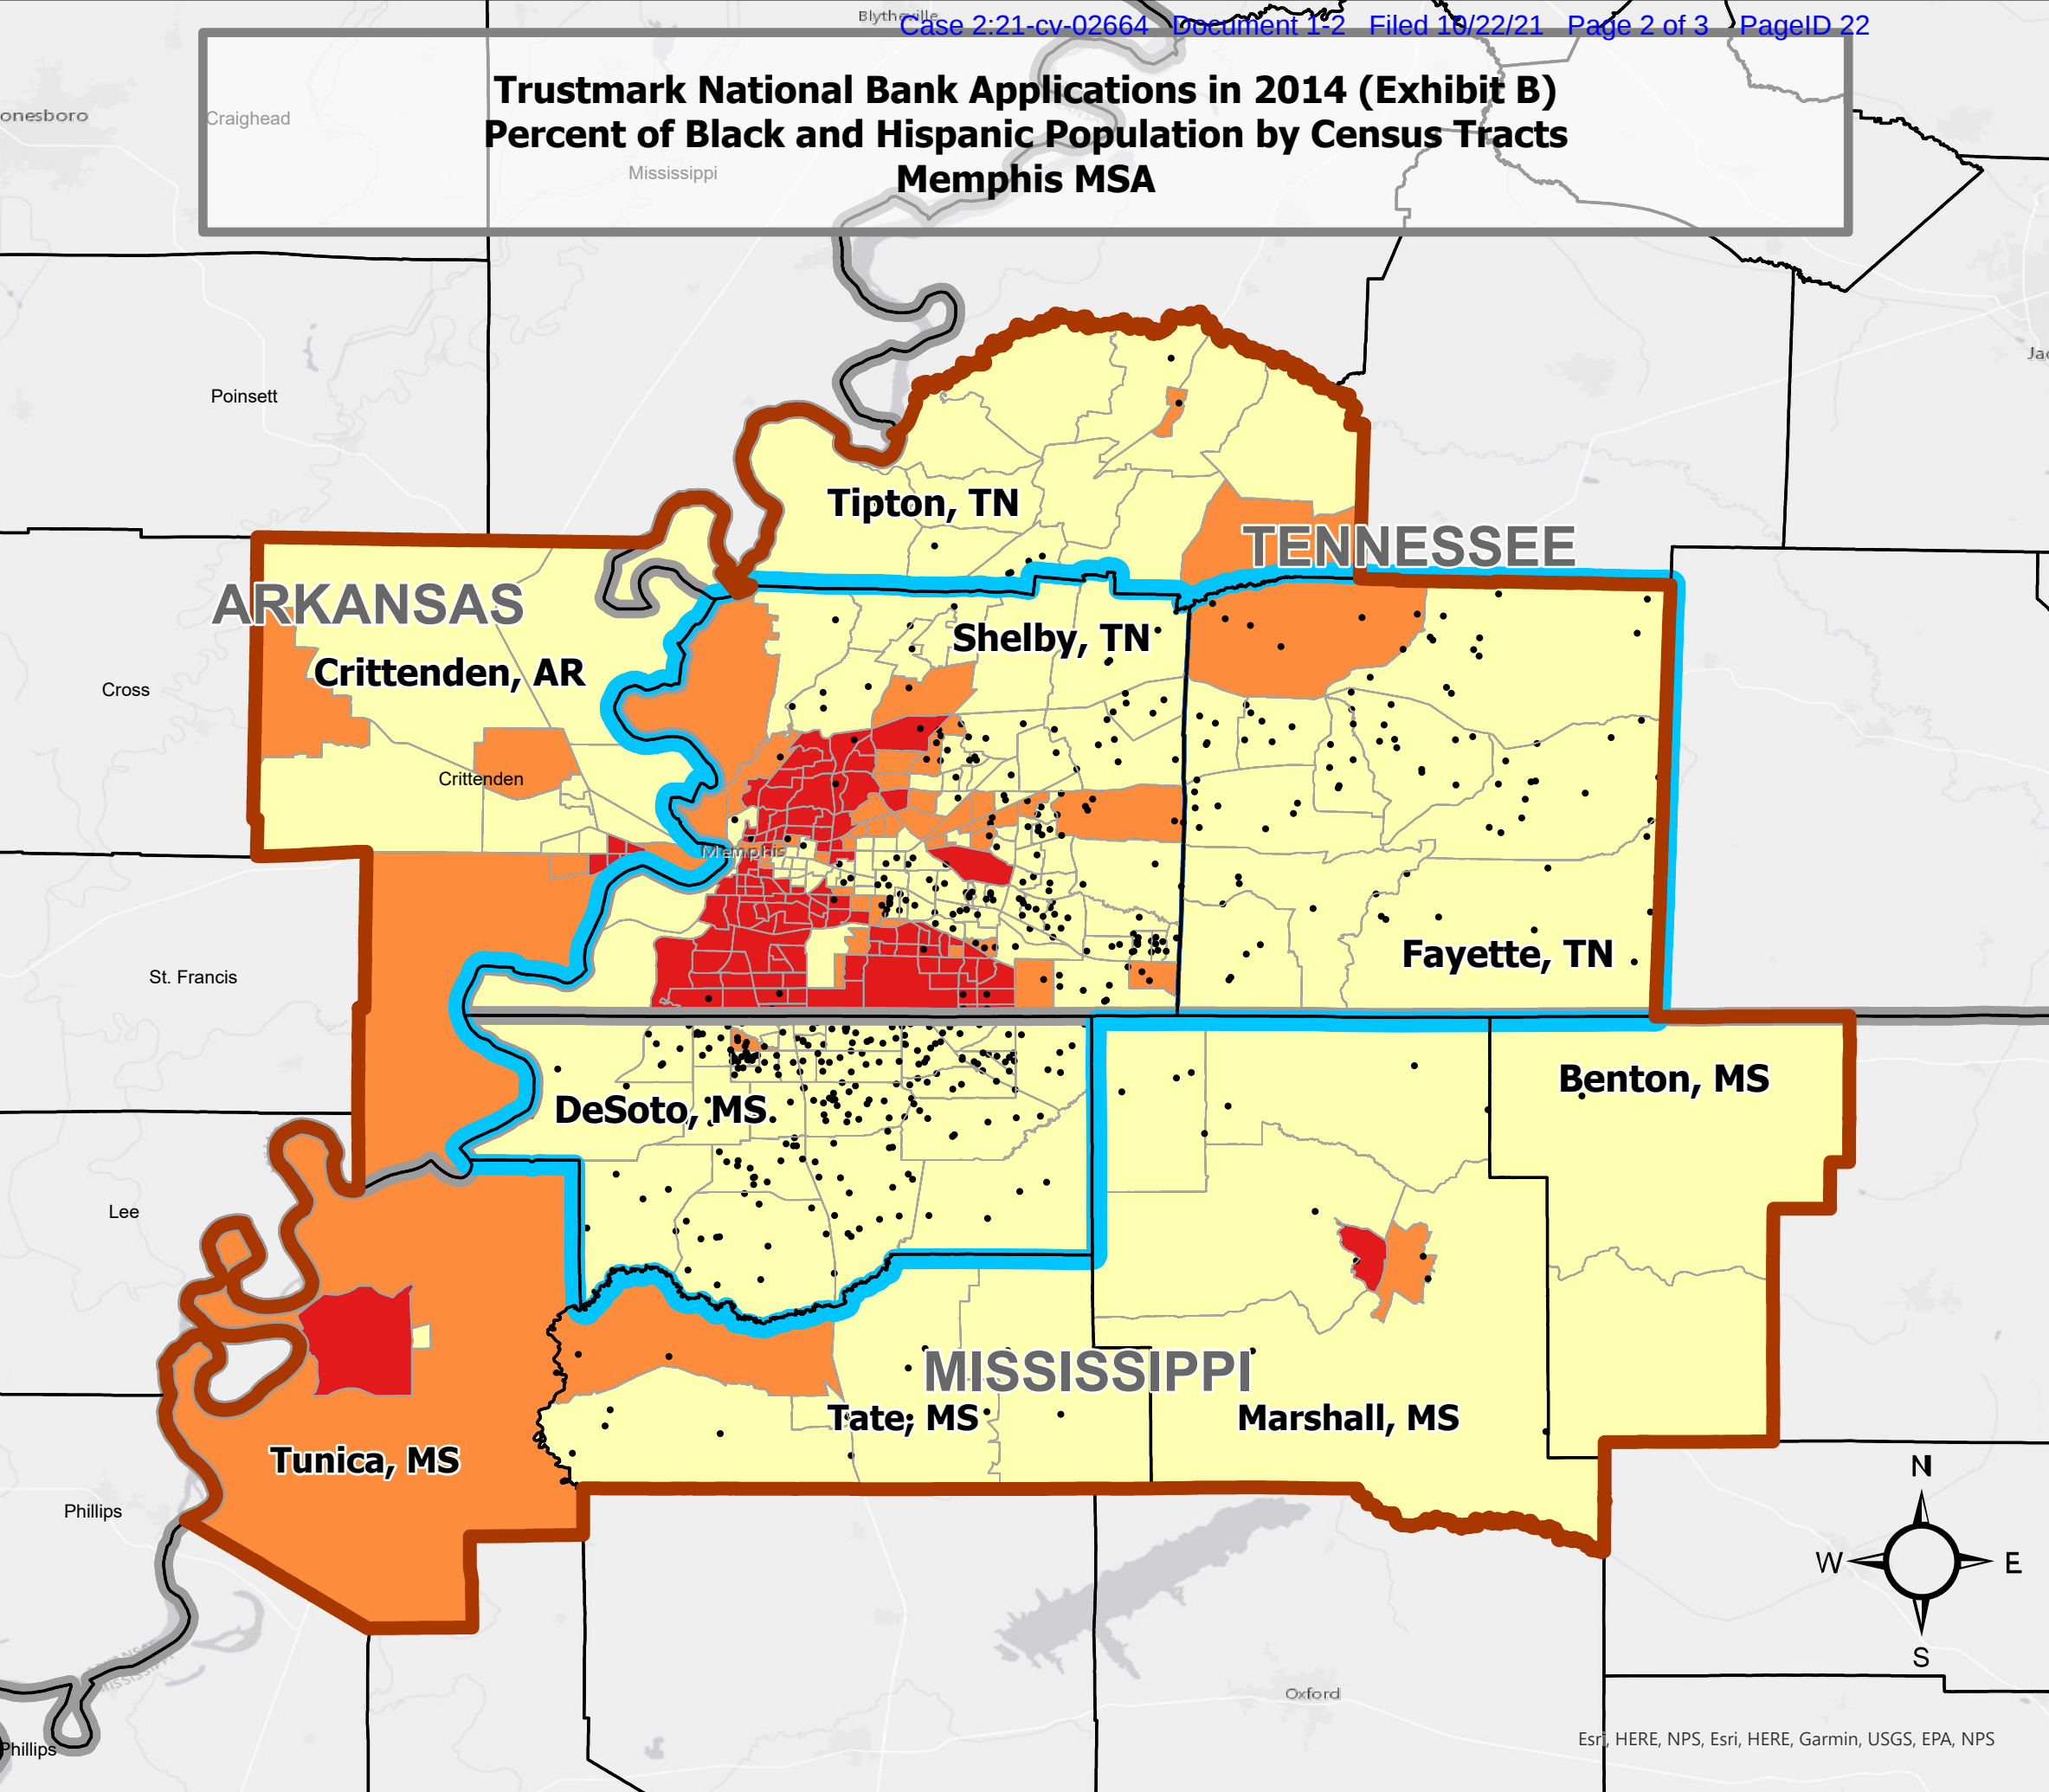 Blytheville
Case 2:21-cv-02664 Document 1-2 Filed 10/22/21 Page 2 of 3 PageID 22
Trustmark National Bank Applications in 2014 (Exhibit B)
Percent of Black and Hispanic Population by Census Tracts
Memphis MSA
onesboro
Craighead
Mississippi
Jac
Poinsett
Tipton, TN
TENNESSEE
ARKANSAS
Shelby, TN
Crittenden, AR
Cross
Crittenden
Memphis
Fayette, TN
St. Francis
Benton, MS
DeSoto, MS
Lee
MISSISSIPPI
Tate, MS
Marshall, MS
Tunica, MS
N
Phillips
W
E
S
ARKANSAS
MISSISSIPPI
Oxford
Esri, HERE, NPS, Esri, HERE, Garmin, USGS, EPA, NPS
Phillips